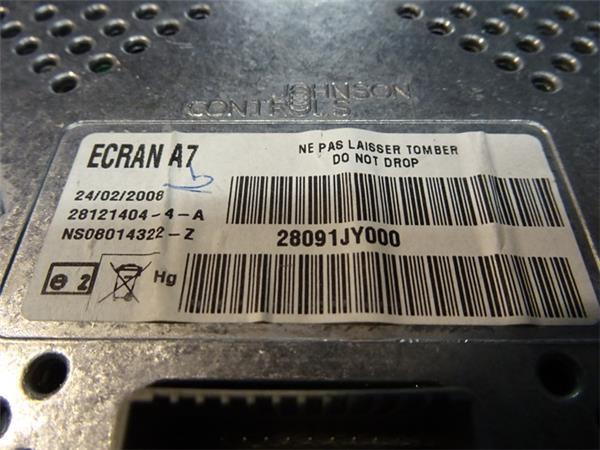 JOHNSON
CONTROLS
ECRAN A7
NE PAS LAISSER TOMBER
DO NOT DROP
24/02/2008
28121404-4-A
NS08014322-Z
28091JY000
e 2
Hg